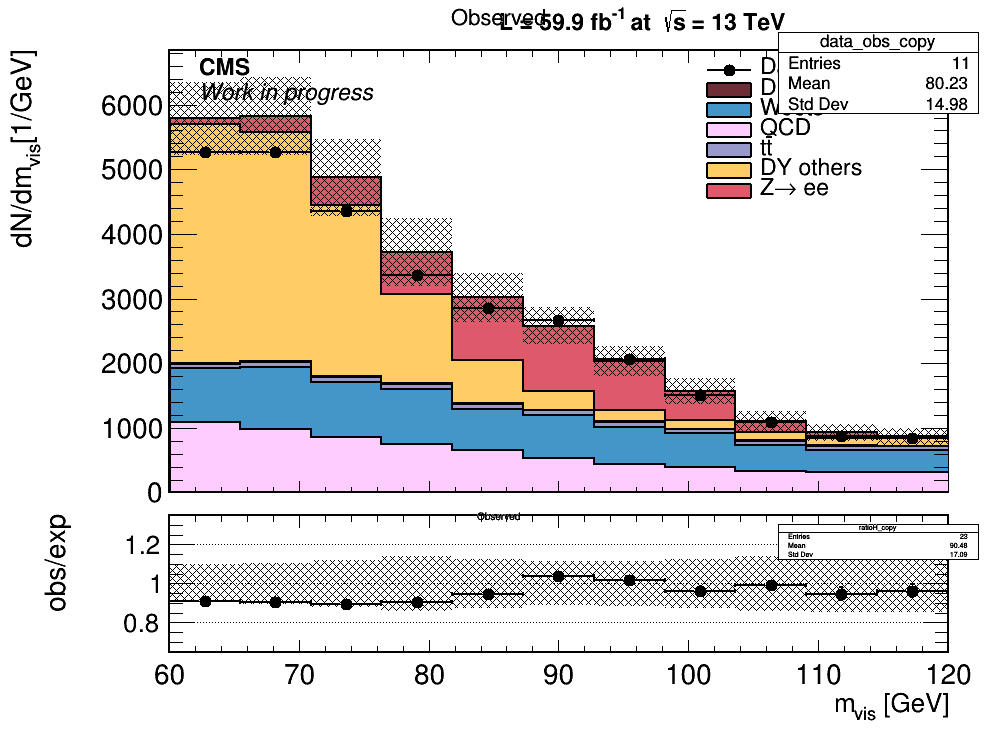 Observed
L = 59.9 fb-1 at √s = 13 TeV
data_obs_copy
Entries 11
Mean 80.23
Std Dev 14.98
CMS
Work in progress
QCD
tt̄
DY others
Z→ ee
dN/dmvis[1/GeV]
6000
5000
4000
3000
2000
1000
0
Observed
ratioH_copy
Entries 23
Mean 90.48
Std Dev 17.09
obs/exp
1.2
1
0.8
60 70 80 90 100 110 120
mvis [GeV]